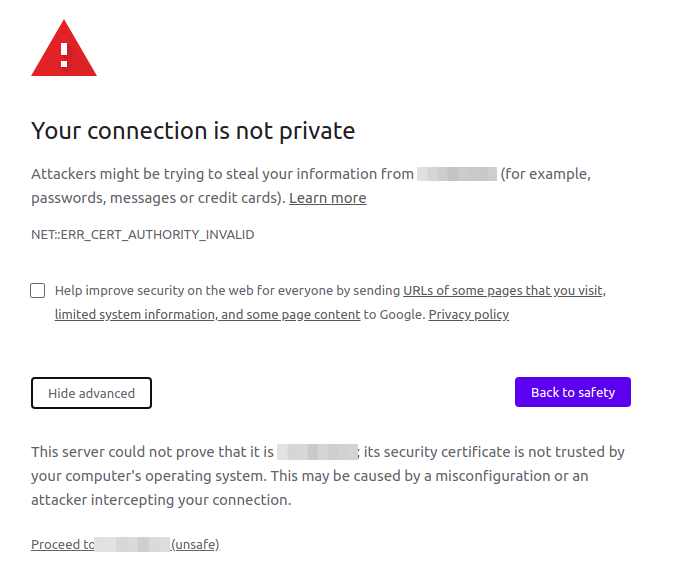 Your connection is not private
Attackers might be trying to steal your information from (for example,
passwords, messages or credit cards). Learn more
NET::ERR_CERT_AUTHORITY_INVALID
Help improve security on the web for everyone by sending URLs of some pages that you visit,
limited system information, and some page content to Google. Privacy policy
Hide advanced
Back to safety
This server could not prove that it is ; its security certificate is not trusted by
your computer's operating system. This may be caused by a misconfiguration or an
attacker intercepting your connection.
Proceed to (unsafe)